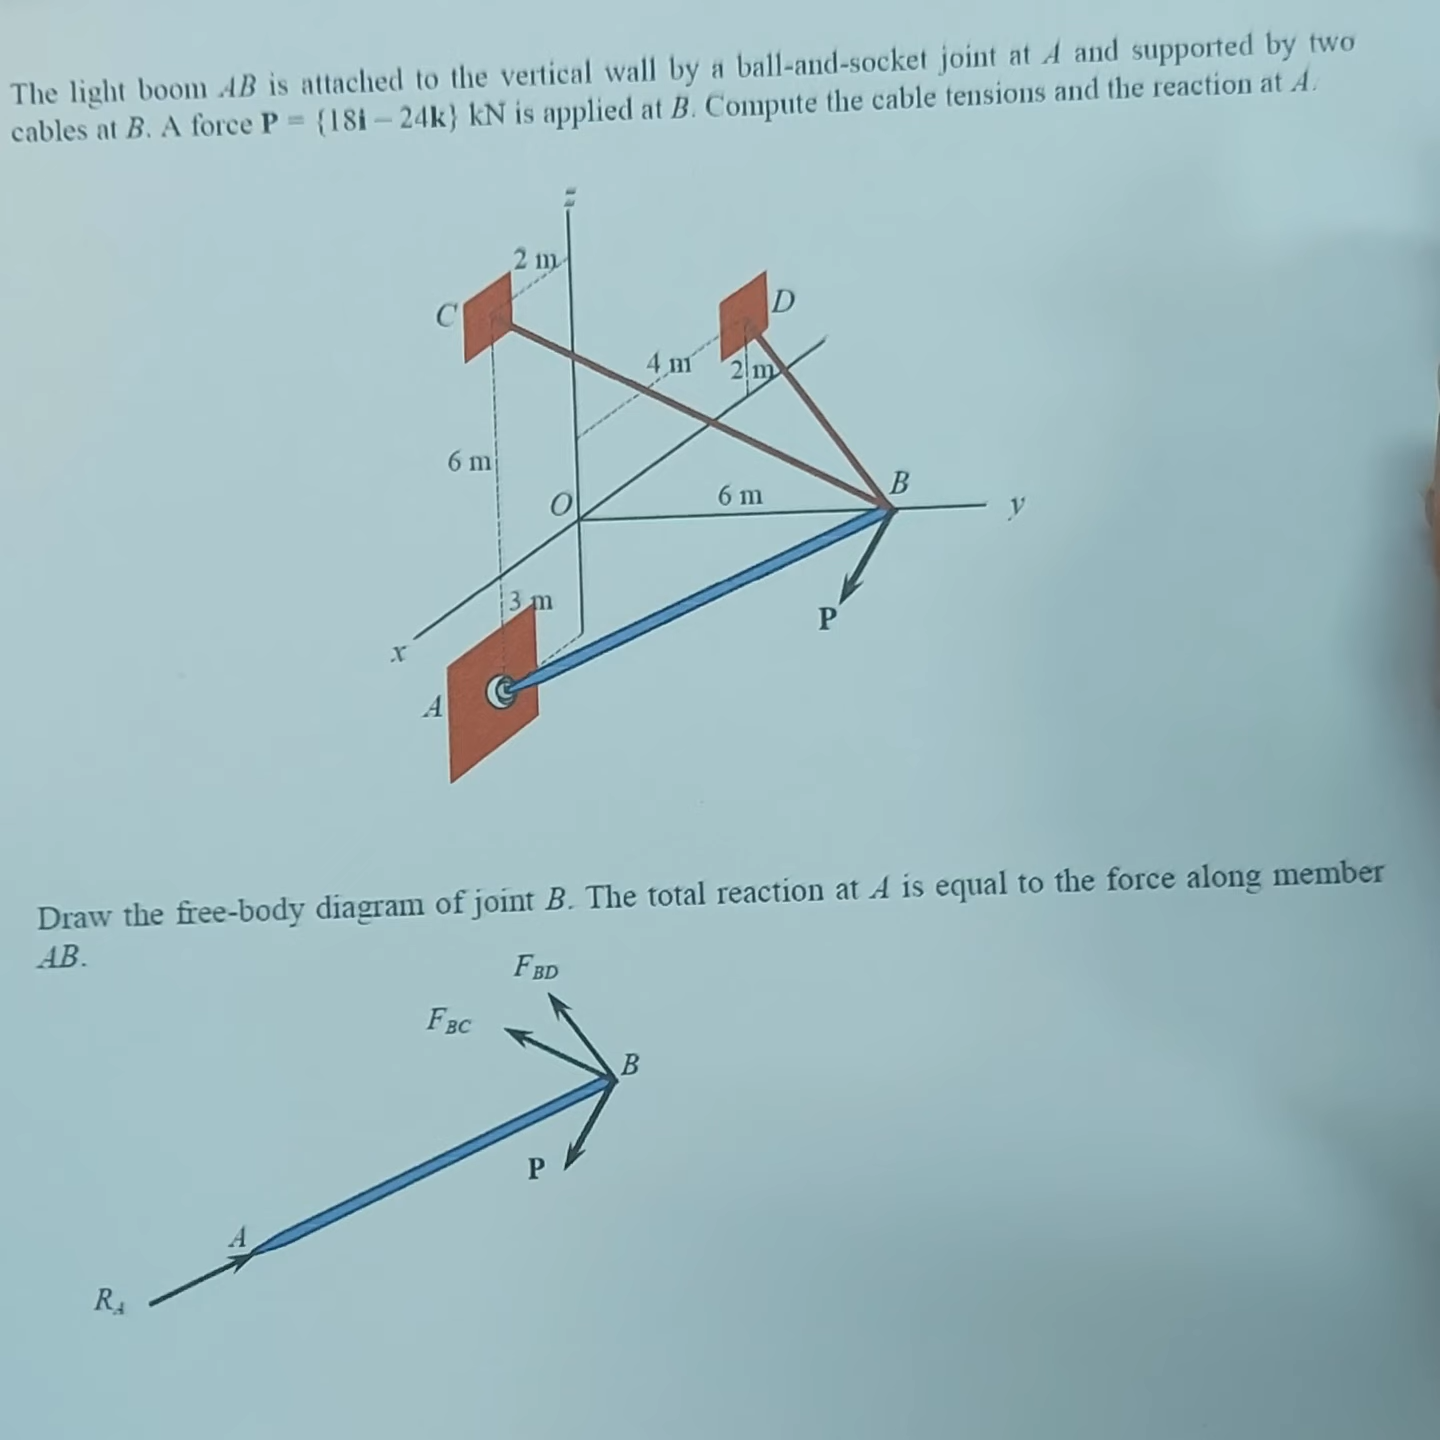 The light boom AB is attached to the vertical wall by a ball-and-socket joint at A and supported by two
cables at B. A force P = {18i – 24k} kN is applied at B. Compute the cable tensions and the reaction at A.
z
2 m
C
D
4 m
2 m
6 m
B
O
6 m
y
3 m
P
x
A
Draw the free-body diagram of joint B. The total reaction at A is equal to the force along member
AB.
F_BD
F_BC
B
P
A
R_A